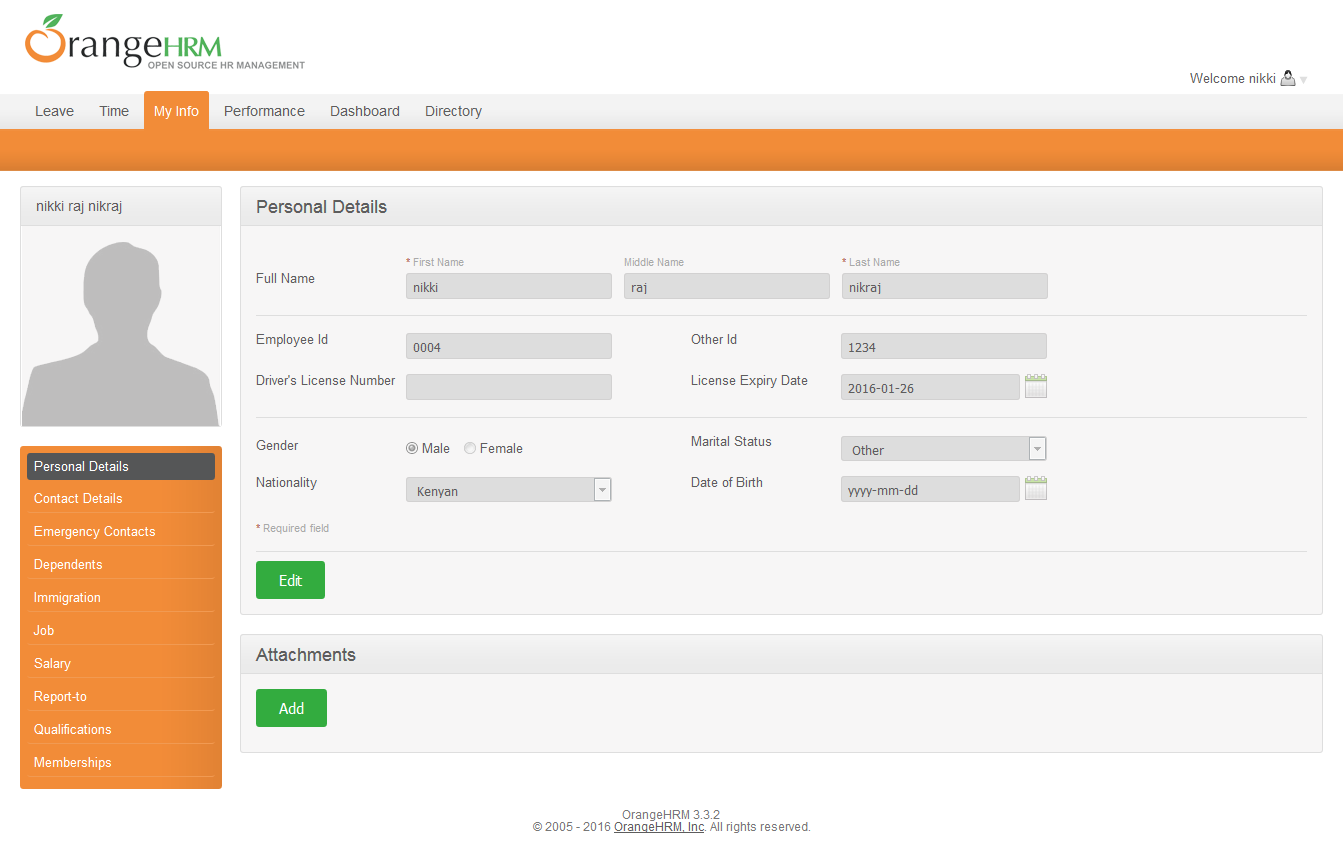 OrangeHRM
OPEN SOURCE HR MANAGEMENT
Welcome nikki
Leave Time My Info Performance Dashboard Directory
nikki raj nikraj
Personal Details
Contact Details
Emergency Contacts
Dependents
Immigration
Job
Salary
Report-to
Qualifications
Memberships
Personal Details
* First Name Middle Name * Last Name
Full Name nikki raj nikraj
Employee Id 0004 Other Id 1234
Driver's License Number License Expiry Date 2016-01-26
Gender Male Female Marital Status Other
Nationality Kenyan Date of Birth yyyy-mm-dd
* Required field
Edit
Attachments
Add
OrangeHRM 3.3.2
© 2005 - 2016 OrangeHRM, Inc. All rights reserved.